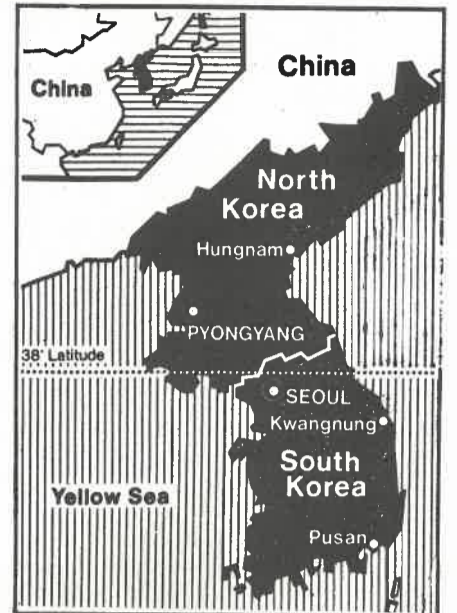 China
China
North
Korea
Hungnam
PYONGYANG
38° Latitude
SEOUL
Kwangnung
South
Korea
Yellow Sea
Pusan